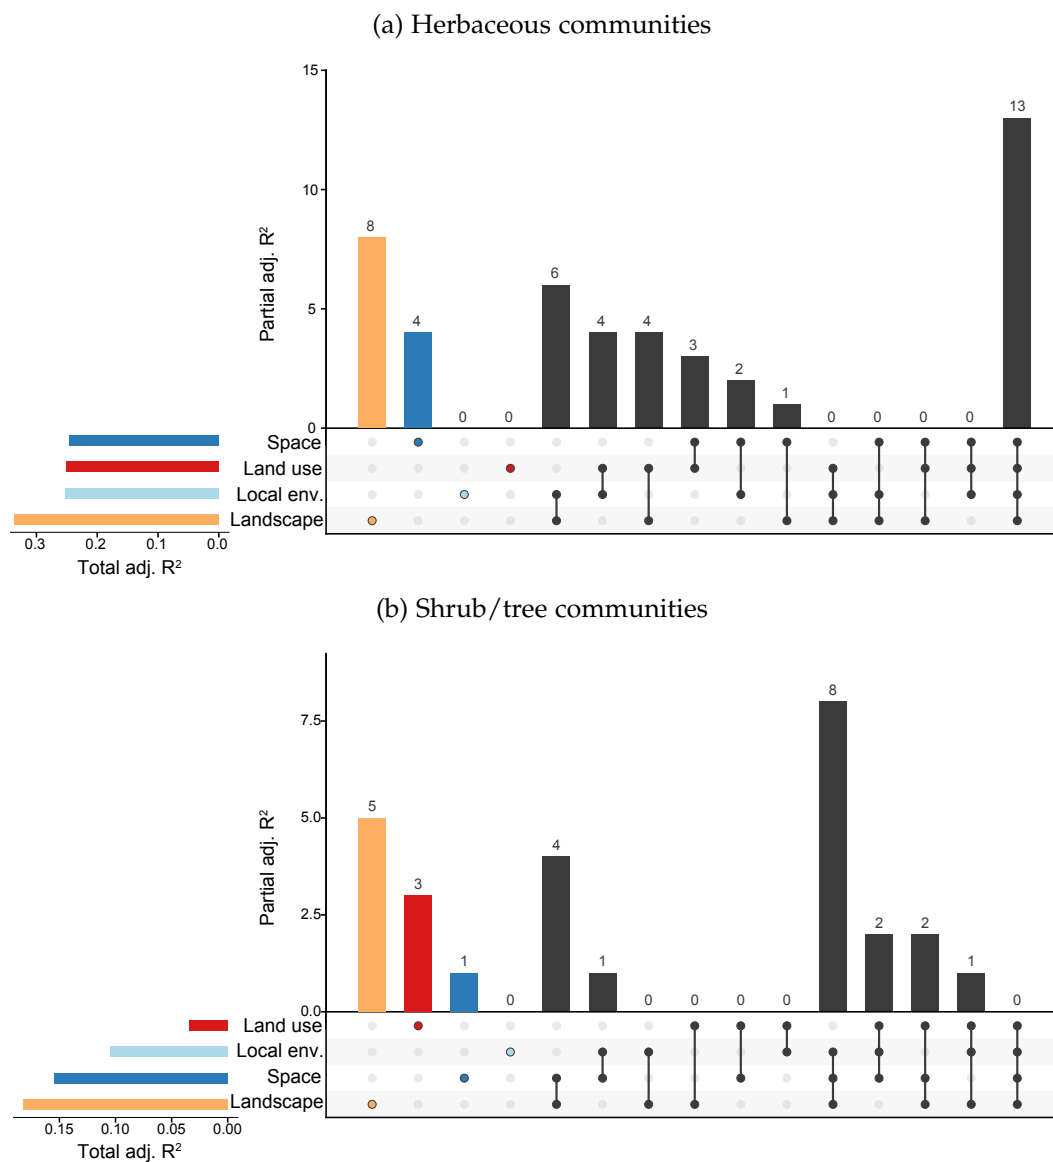 (a) Herbaceous communities
15
10
5
0
Partial adj. R²
8
4
0
0
6
4
4
3
2
1
0
0
0
0
13
Space
Land use
Local env.
Landscape
0.3 0.2 0.1 0.0
Total adj. R²
(b) Shrub/tree communities
7.5
5.0
2.5
0.0
Partial adj. R²
5
3
1
0
4
1
0
0
0
0
8
2
2
1
0
Land use
Local env.
Space
Landscape
0.15 0.10 0.05 0.00
Total adj. R²